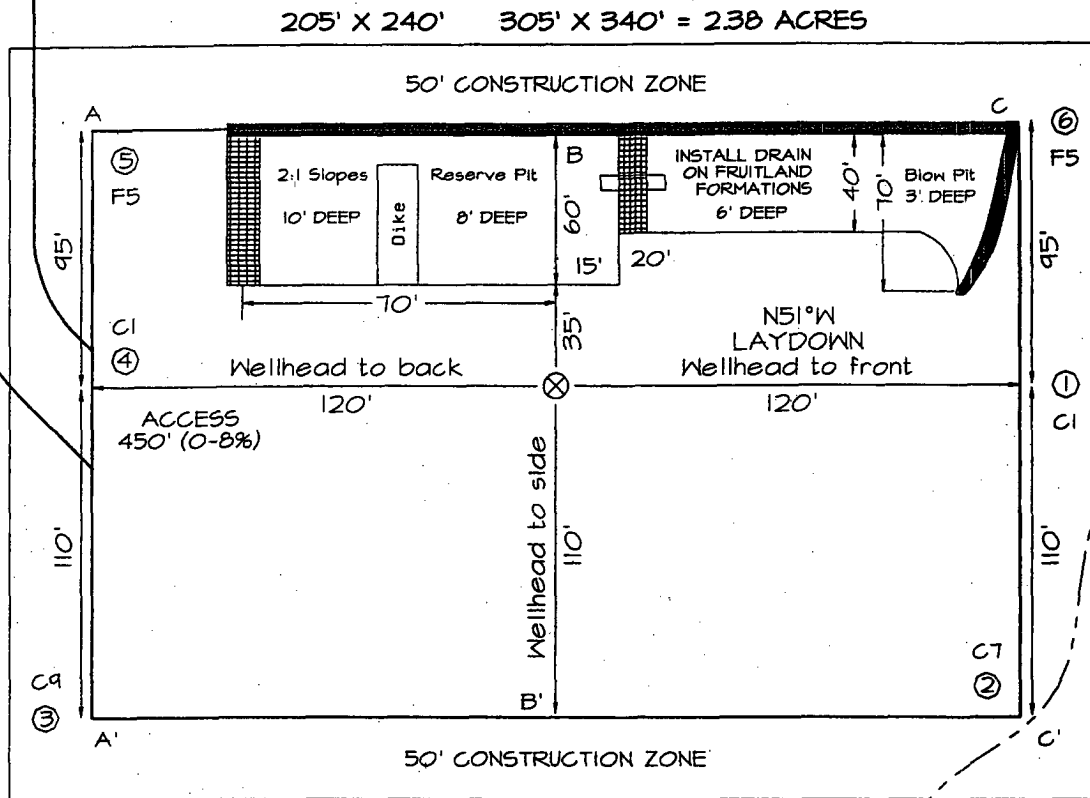 205' X 240' 305' X 340' = 2.38 ACRES
50' CONSTRUCTION ZONE
A
C
6
5
F5
F5
2:1 Slopes
10' DEEP
Dike
Reserve Pit
8' DEEP
B
60'
15'
20'
INSTALL DRAIN
ON FRUITLAND
FORMATIONS
6' DEEP
40'
70'
Blow Pit
3' DEEP
95'
95'
70'
35'
C1
4
N51°W
LAYDOWN
Wellhead to back
Wellhead to front
120'
120'
1
C1
ACCESS
450' (0-8%)
Wellhead to side
110'
110'
110'
C9
3
C7
2
A'
B'
C'
50' CONSTRUCTION ZONE